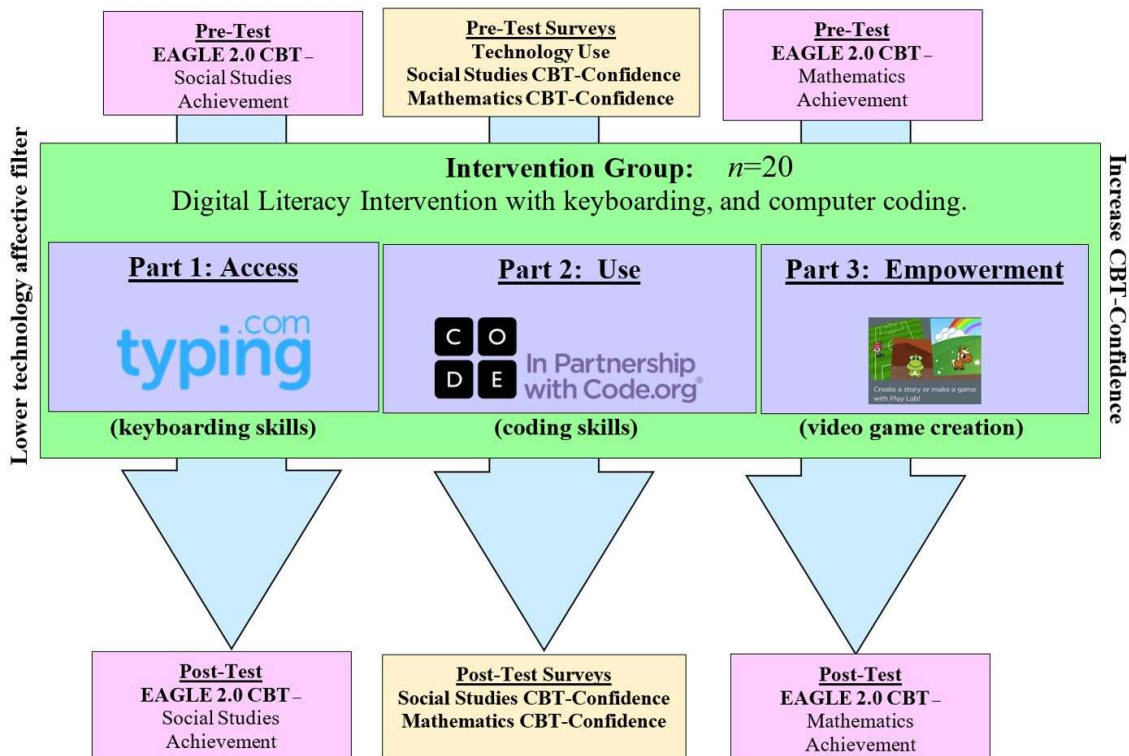 Pre-Test
EAGLE 2.0 CBT –
Social Studies
Achievement
Pre-Test Surveys
Technology Use
Social Studies CBT-Confidence
Mathematics CBT-Confidence
Pre-Test
EAGLE 2.0 CBT –
Mathematics
Achievement
Lower technology affective filter
Intervention Group: n=20
Digital Literacy Intervention with keyboarding, and computer coding.
Increase CBT-Confidence
Part 1: Access
typing.com
(keyboarding skills)
Part 2: Use
C O
D E
In Partnership
with Code.org®
(coding skills)
Part 3: Empowerment
Create a story or make a game
with Play Lab!
(video game creation)
Post-Test
EAGLE 2.0 CBT –
Social Studies
Achievement
Post-Test Surveys
Social Studies CBT-Confidence
Mathematics CBT-Confidence
Post-Test
EAGLE 2.0 CBT –
Mathematics
Achievement